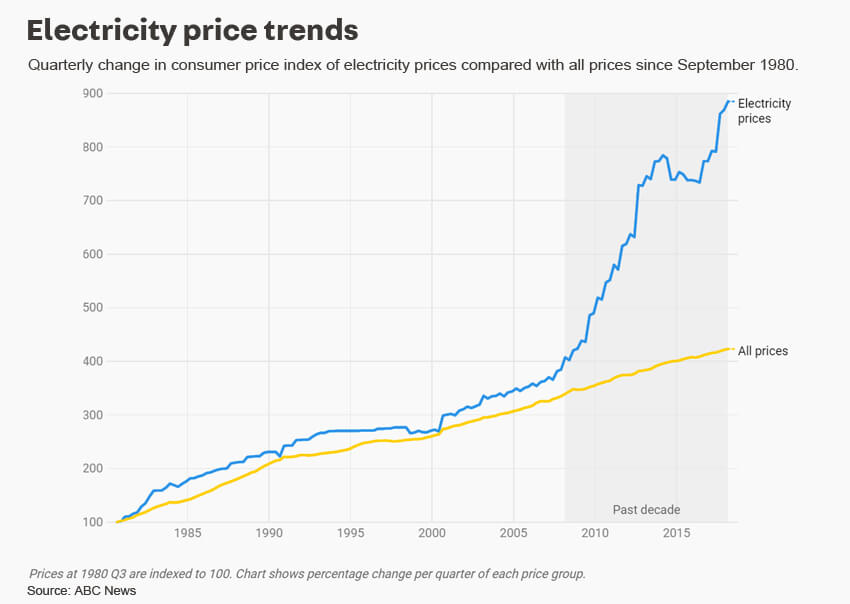 Electricity price trends
Quarterly change in consumer price index of electricity prices compared with all prices since September 1980.
900
800
700
600
500
400
300
200
100
Electricity
prices
All prices
Past decade
1985
1990
1995
2000
2005
2010
2015
Prices at 1980 Q3 are indexed to 100. Chart shows percentage change per quarter of each price group.
Source: ABC News